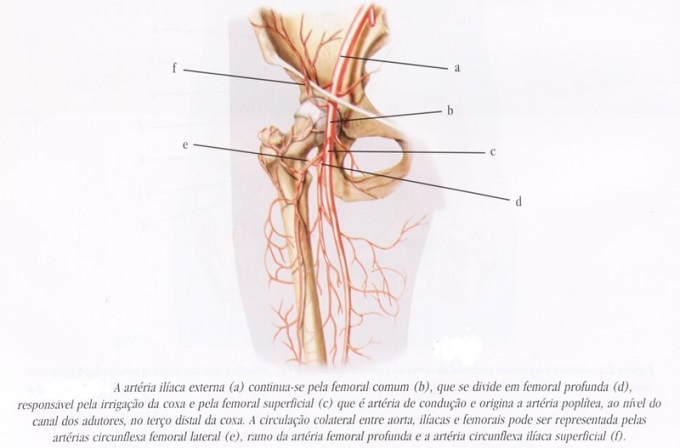 a
f
b
e
c
d
A artéria ilíaca externa (a) continua-se pela femoral comum (b), que se divide em femoral profunda (d),
responsável pela irrigação da coxa e pela femoral superficial (c) que é artéria de condução e origina a artéria poplítea, ao nível do
canal dos adutores, no terço distal da coxa. A circulação colateral entre aorta, ilíacas e femorais pode ser representada pelas
artérias circunflexa femoral lateral (e), ramo da artéria femoral profunda e a artéria circunflexa ilíaca superficial (f).